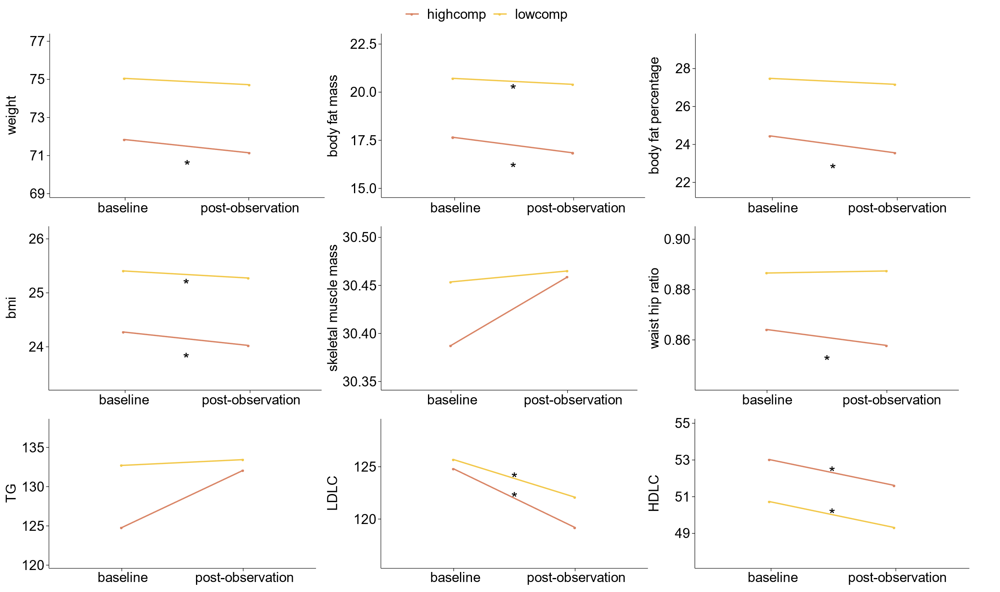 highcomp lowcomp
weight
77
75
73
71
69
*
baseline post-observation
body fat mass
22.5
20.0
17.5
15.0
*
*
baseline post-observation
body fat percentage
28
26
24
22
*
baseline post-observation
bmi
26
25
24
*
*
baseline post-observation
skeletal muscle mass
30.50
30.45
30.40
30.35
baseline post-observation
waist hip ratio
0.90
0.88
0.86
*
baseline post-observation
TG
135
130
125
120
baseline post-observation
LDLC
125
120
*
*
baseline post-observation
HDLC
55
53
51
49
*
*
baseline post-observation